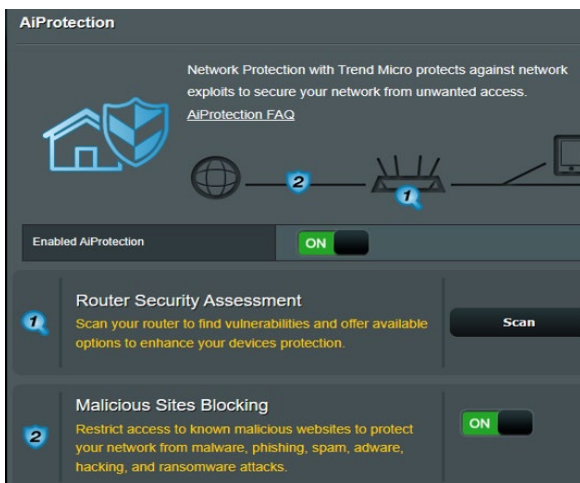 AiProtection
Network Protection with Trend Micro protects against network
exploits to secure your network from unwanted access.
AiProtection FAQ
2
1
Enabled AiProtection
ON
1
Router Security Assessment
Scan your router to find vulnerabilities and offer available
options to enhance your devices protection.
Scan
2
Malicious Sites Blocking
Restrict access to known malicious websites to protect
your network from malware, phishing, spam, adware,
hacking, and ransomware attacks.
ON